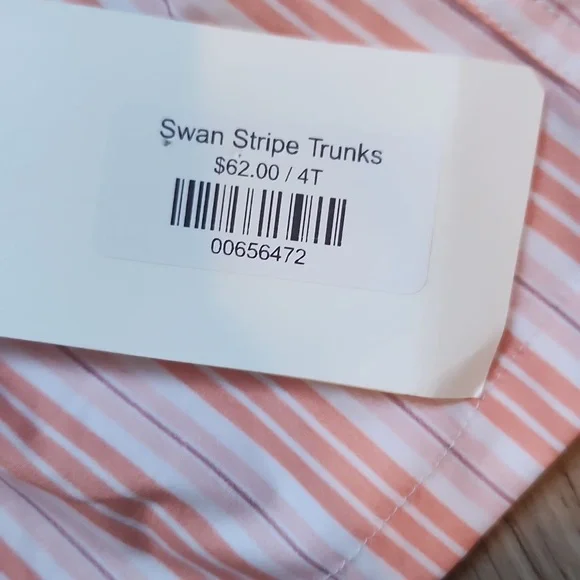 Swan Stripe Trunks
$62.00 / 4T
00656472